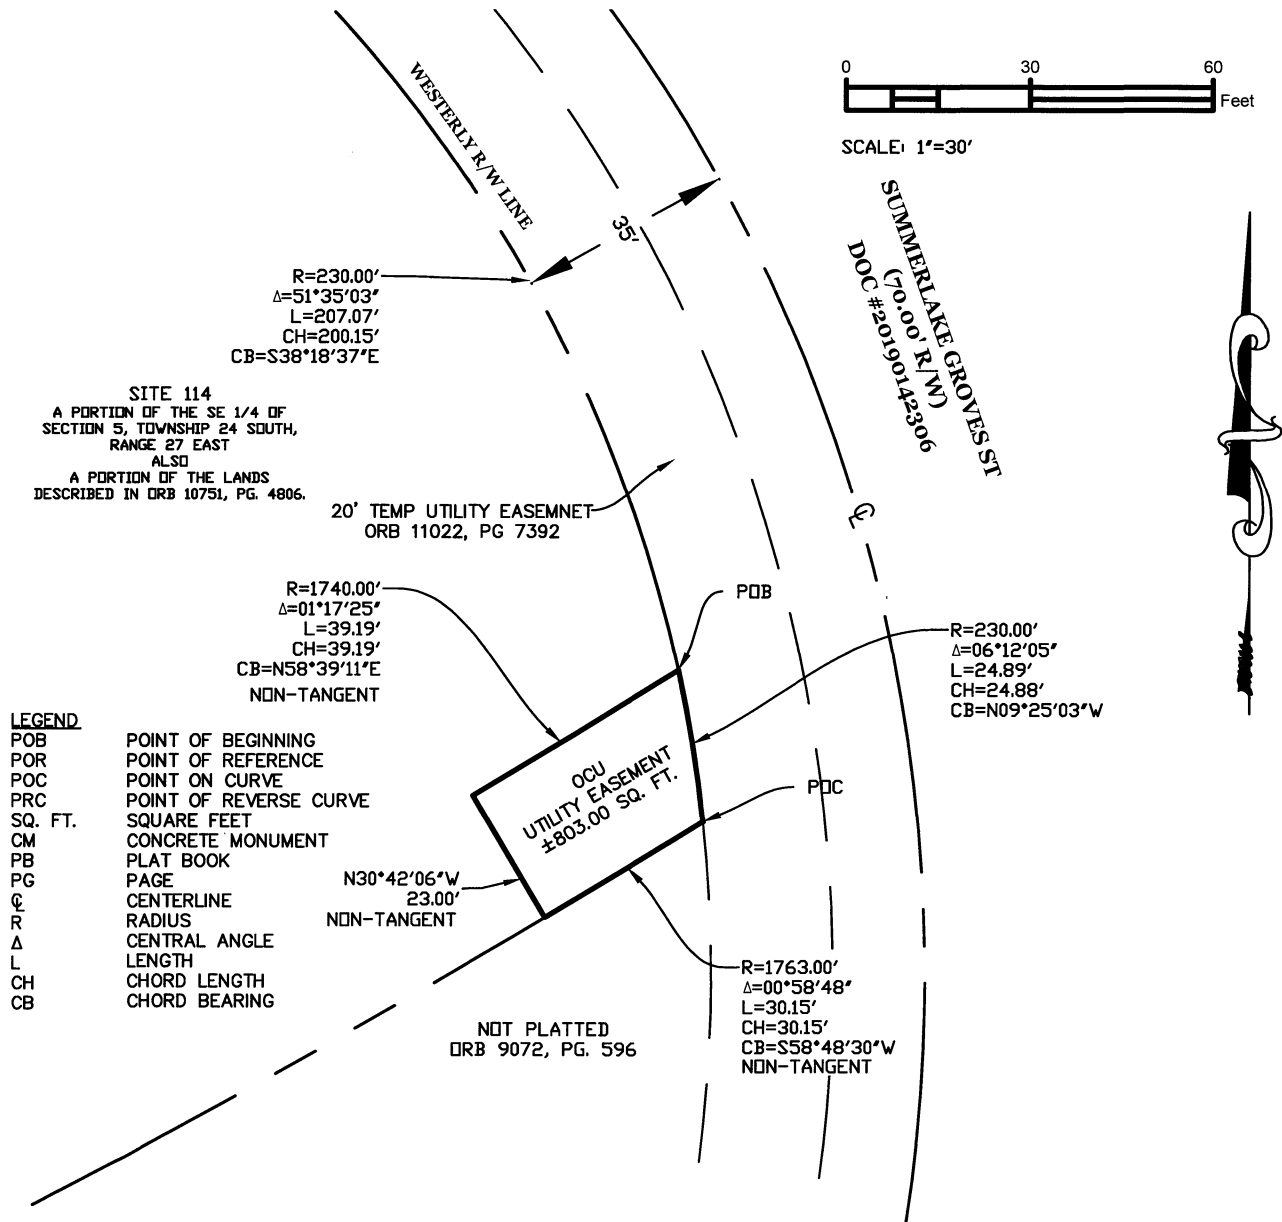 0 30 60
Feet
SCALE: 1"=30'
WESTERLY R/W LINE
35'
SUMMERLAKE GROVES ST
(70.00' R/W)
DOC #20190142306
R=230.00'
Δ=51°35'03"
L=207.07'
CH=200.15'
CB=S38°18'37"E
SITE 114
A PORTION OF THE SE 1/4 OF
SECTION 5, TOWNSHIP 24 SOUTH,
RANGE 27 EAST
ALSO
A PORTION OF THE LANDS
DESCRIBED IN ORB 10751, PG. 4806.
20' TEMP UTILITY EASEMNET
ORB 11022, PG 7392
℄
R=1740.00'
Δ=01°17'25"
L=39.19'
CH=39.19'
CB=N58°39'11"E
NON-TANGENT
POB
R=230.00'
Δ=06°12'05"
L=24.89'
CH=24.88'
CB=N09°25'03"W
LEGEND
POB POINT OF BEGINNING
POR POINT OF REFERENCE
POC POINT ON CURVE
PRC POINT OF REVERSE CURVE
SQ. FT. SQUARE FEET
CM CONCRETE MONUMENT
PB PLAT BOOK
PG PAGE
℄ CENTERLINE
R RADIUS
Δ CENTRAL ANGLE
L LENGTH
CH CHORD LENGTH
CB CHORD BEARING
OCU
UTILITY EASEMENT
±803.00 SQ. FT.
POC
N30°42'06"W
23.00'
NON-TANGENT
R=1763.00'
Δ=00°58'48"
L=30.15'
CH=30.15'
CB=S58°48'30"W
NON-TANGENT
NOT PLATTED
ORB 9072, PG. 596